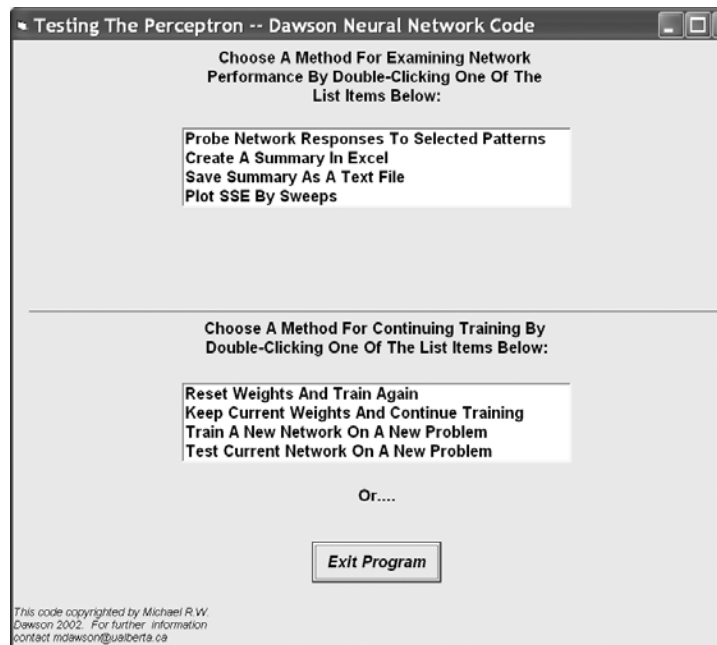 Testing The Perceptron -- Dawson Neural Network Code
Choose A Method For Examining Network
Performance By Double-Clicking One Of The
List Items Below:
Probe Network Responses To Selected Patterns
Create A Summary In Excel
Save Summary As A Text File
Plot SSE By Sweeps
Choose A Method For Continuing Training By
Double-Clicking One Of The List Items Below:
Reset Weights And Train Again
Keep Current Weights And Continue Training
Train A New Network On A New Problem
Test Current Network On A New Problem
Or....
Exit Program
This code copyrighted by Michael R.W.
Dawson 2002. For further information
contact mdawson@ualberta.ca